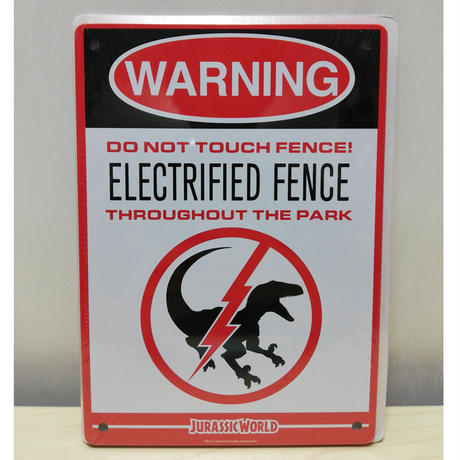 WARNING
DO NOT TOUCH FENCE!
ELECTRIFIED FENCE
THROUGHOUT THE PARK
JURASSIC WORLD